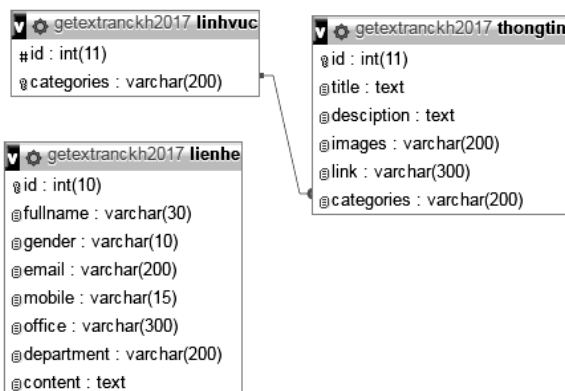 getextranckh2017 linhvuc
#id : int(11)
categories : varchar(200)
getextranckh2017 thongtin
id : int(11)
title : text
desciption : text
images : varchar(200)
link : varchar(300)
categories : varchar(200)
getextranckh2017 lienhe
id : int(10)
fullname : varchar(30)
gender : varchar(10)
email : varchar(200)
mobile : varchar(15)
office : varchar(300)
department : varchar(200)
content : text